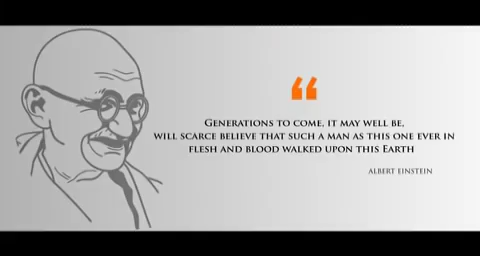 “
Generations to come, it may well be,
will scarce believe that such a man as this one ever in
flesh and blood walked upon this Earth
Albert Einstein